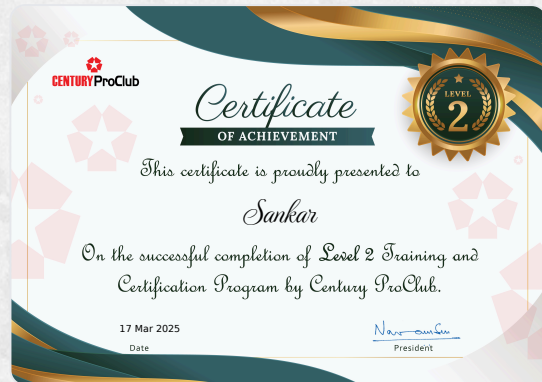 CENTURY ProClub
LEVEL
2
Certificate
OF ACHIEVEMENT
This certificate is proudly presented to
Sankar
On the successful completion of Level 2 Training and
Certification Program by Century ProClub.
17 Mar 2025
Date
President